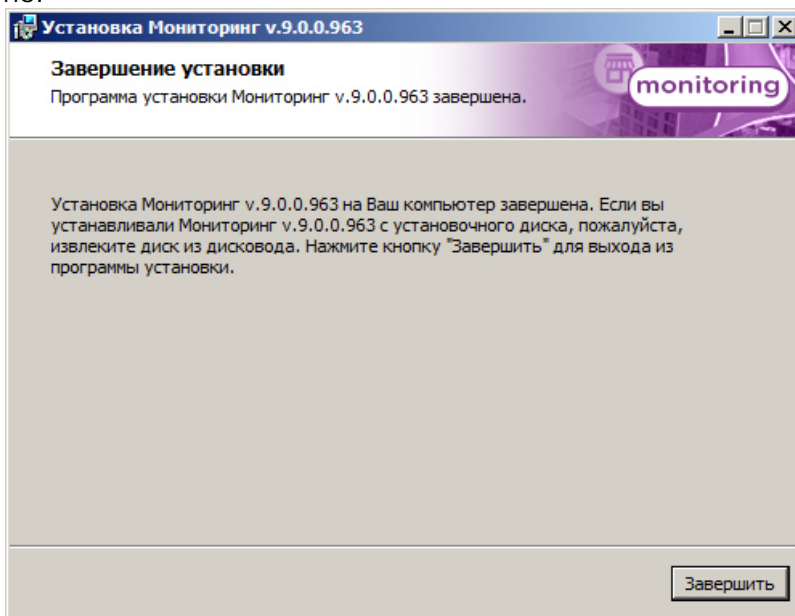 Установка Мониторинг v.9.0.0.963
Завершение установки
Программа установки Мониторинг v.9.0.0.963 завершена.
monitoring
Установка Мониторинг v.9.0.0.963 на Ваш компьютер завершена. Если вы
устанавливали Мониторинг v.9.0.0.963 с установочного диска, пожалуйста,
извлеките диск из дисковода. Нажмите кнопку "Завершить" для выхода из
программы установки.
Завершить